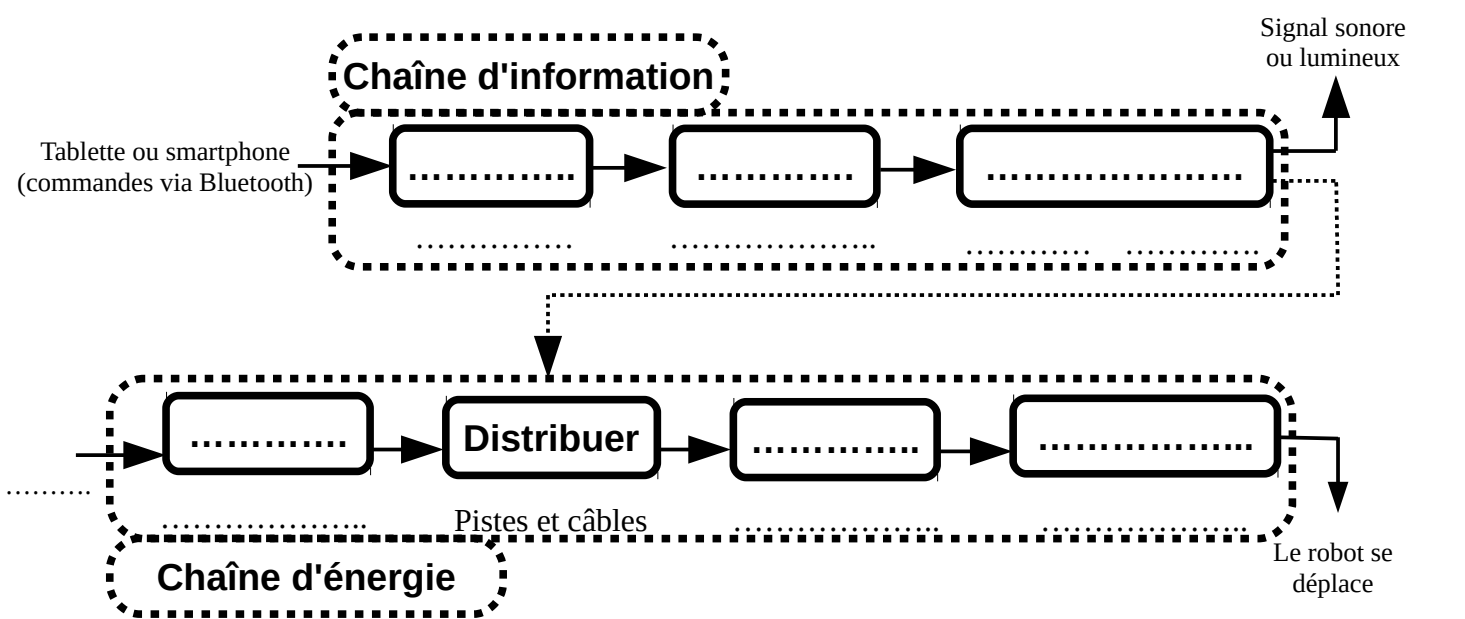 Signal sonore
ou lumineux
Chaîne d'information
Tablette ou smartphone
(commandes via Bluetooth)
..............
.............
.....................
..............
..................
...........
............
.............
Distribuer
..............
..................
..........
..................
Pistes et câbles
..................
..................
Chaîne d'énergie
Le robot se
déplace